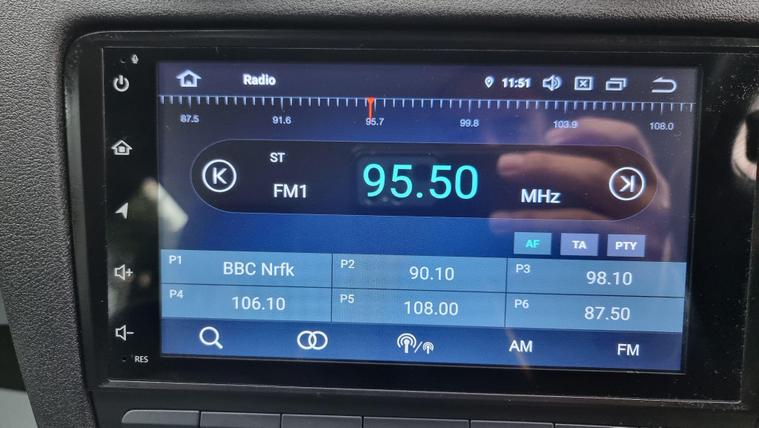 Radio 11:51
87.5 91.6 95.7 99.8 103.9 108.0
ST
FM1 95.50 MHz
AF TA PTY
P1 BBC Nrfk P2 90.10 P3 98.10
P4 106.10 P5 108.00 P6 87.50
AM FM
RES